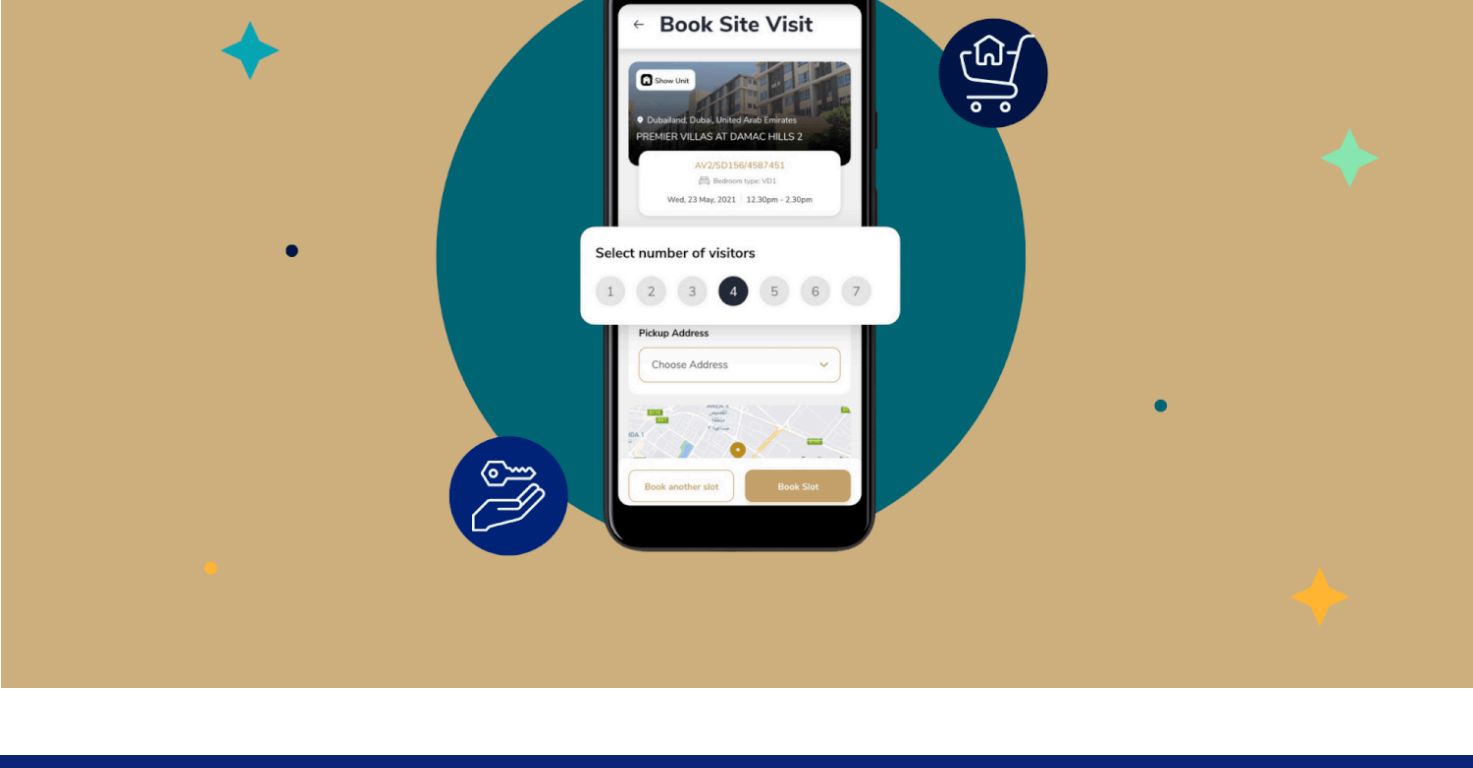 Book Site Visit
Show Unit
Dubailand, Dubai, United Arab Emirates
PREMIER VILLAS AT DAMAC HILLS 2
AV2/SD156/4587451
Bedroom type: VD1
Wed, 23 May, 2021 | 12.30pm - 2.30pm
Select number of visitors
1 2 3 4 5 6 7
Pickup Address
Choose Address
Book another slot
Book Slot